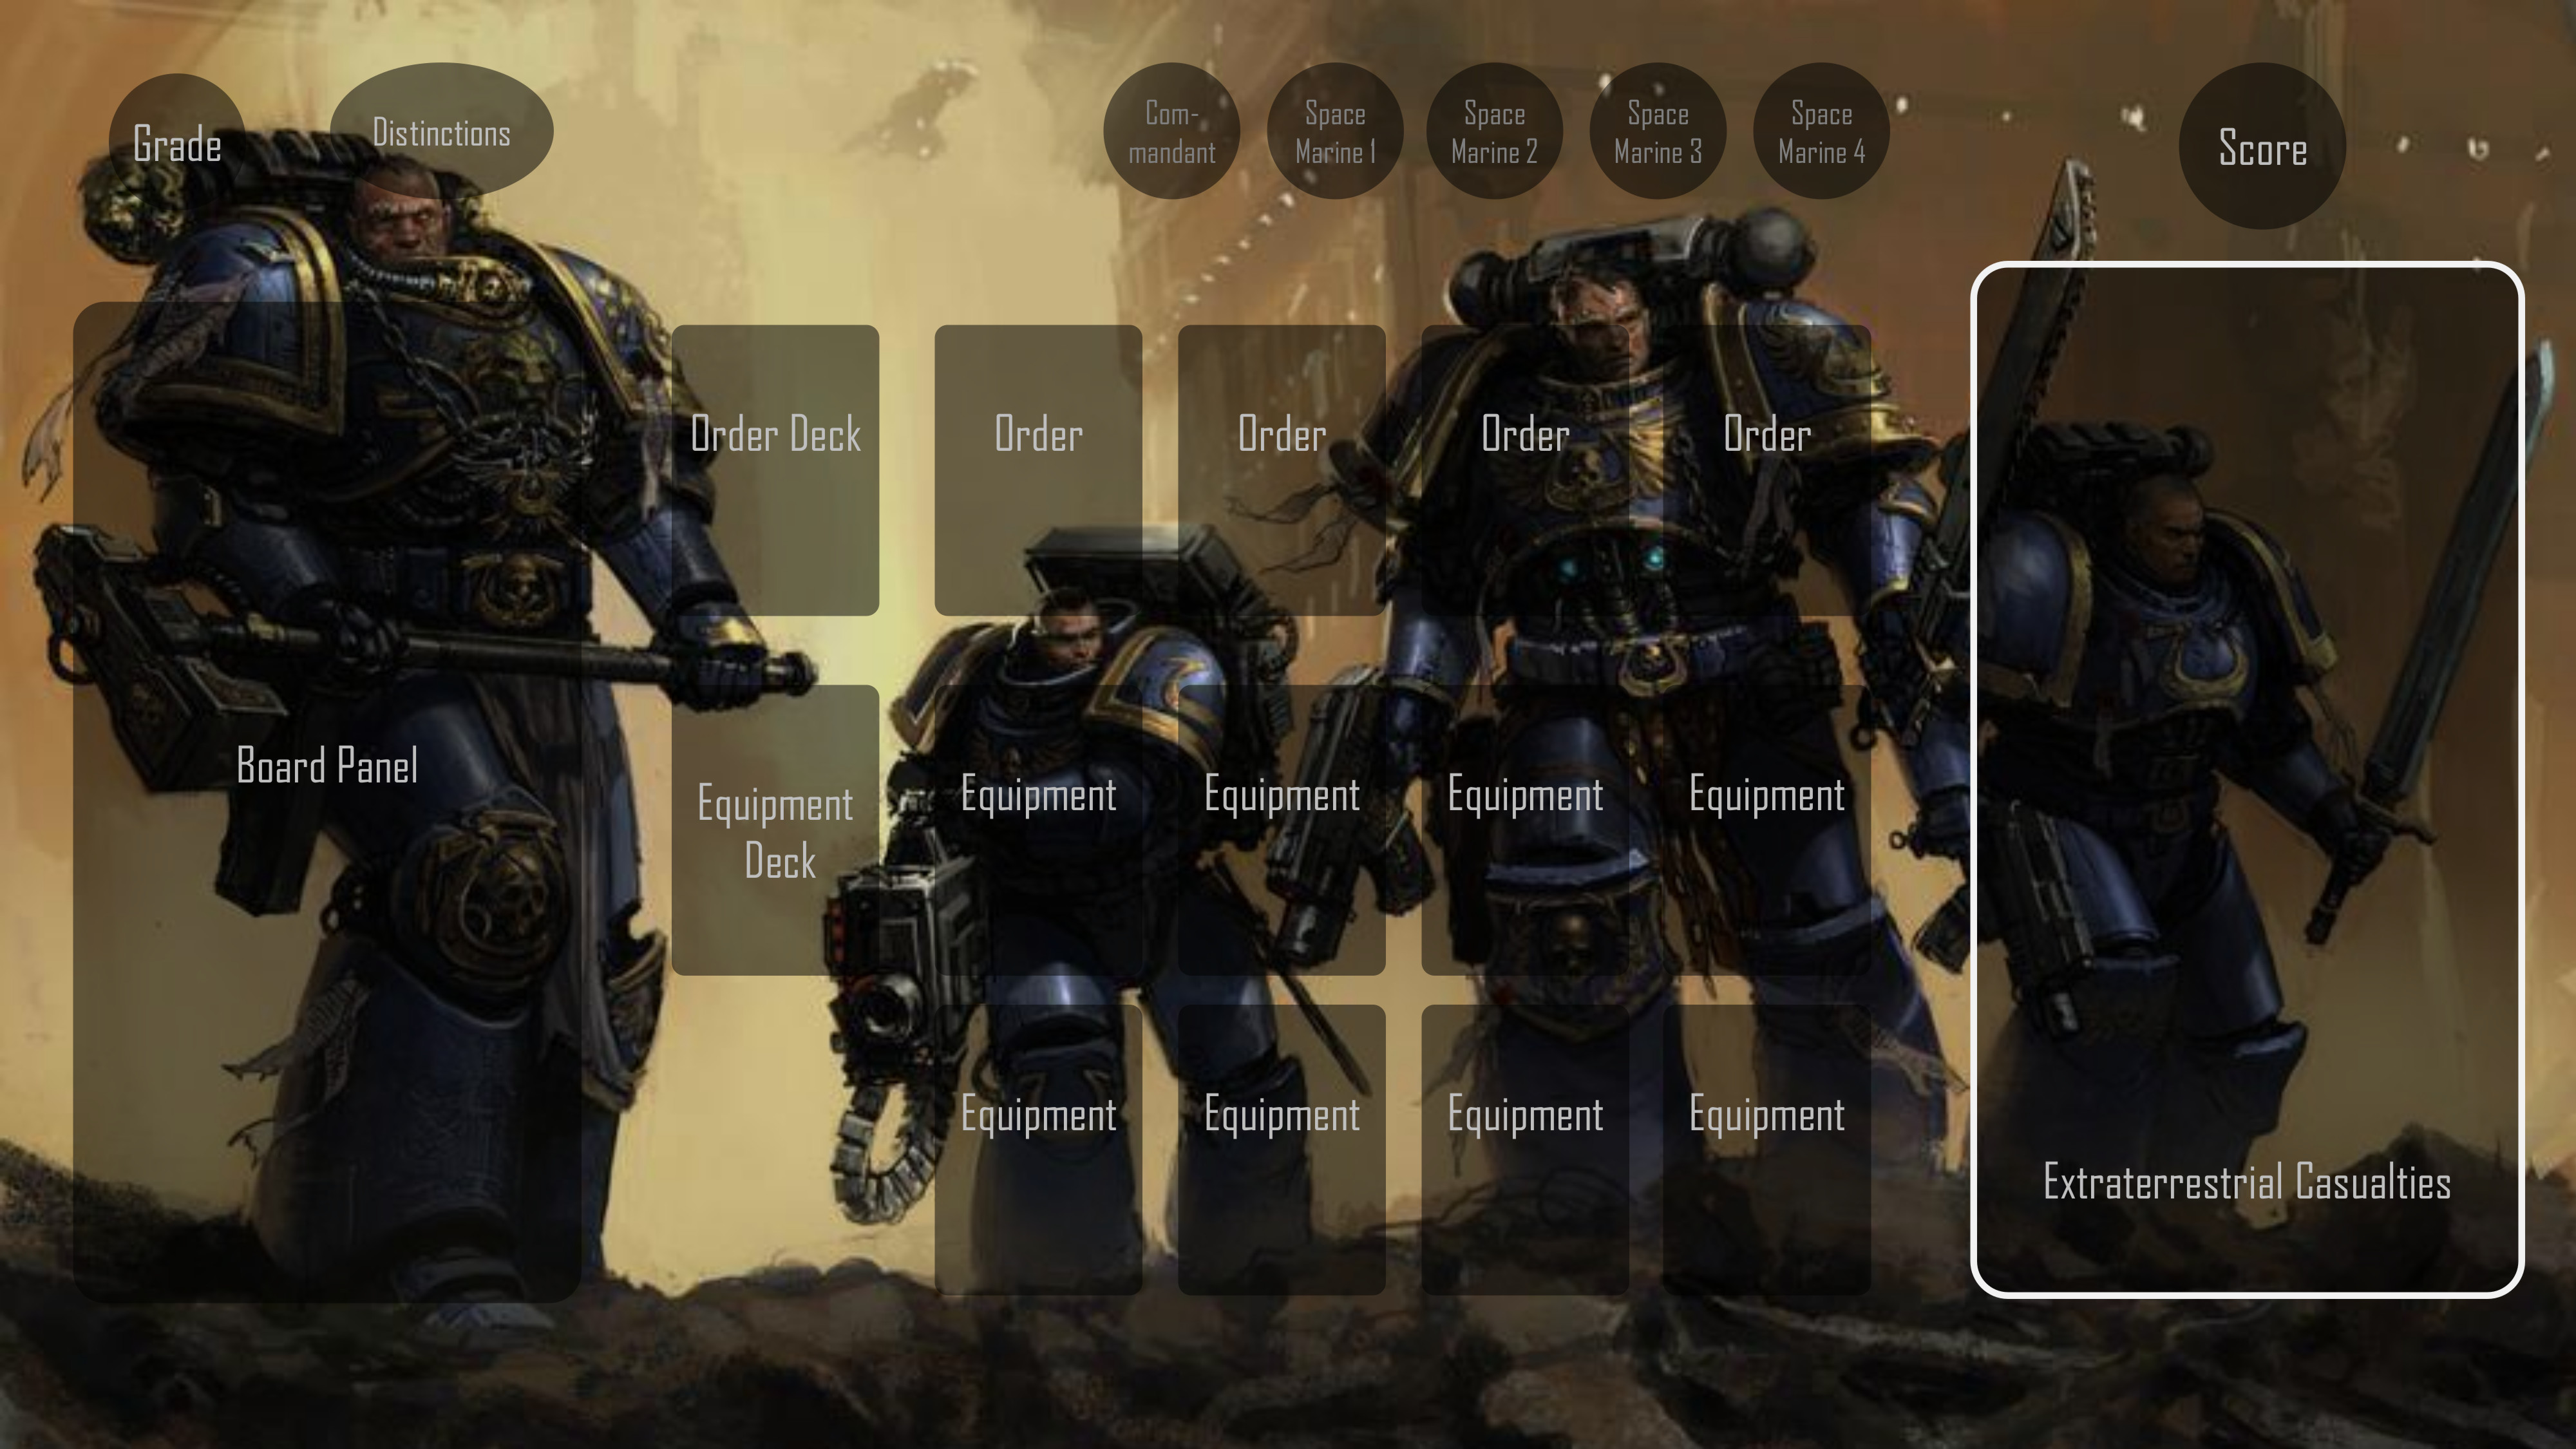 Grade
Distinctions
Com-
mandant
Space
Marine 1
Space
Marine 2
Space
Marine 3
Space
Marine 4
Score
Order Deck
Order
Order
Order
Order
Board Panel
Equipment
Deck
Equipment
Equipment
Equipment
Equipment
Equipment
Equipment
Equipment
Equipment
Extraterrestrial Casualties